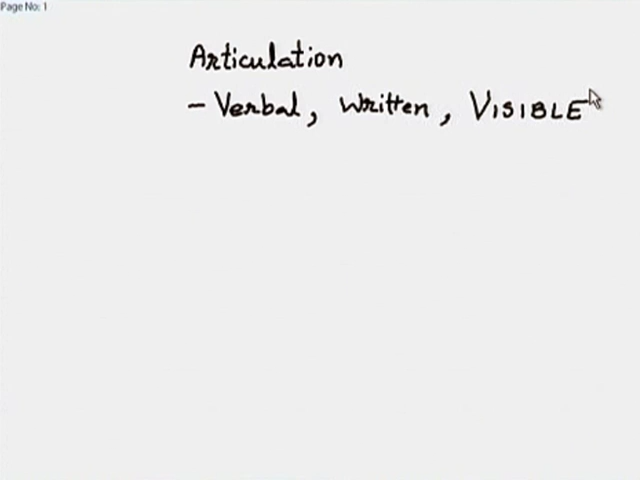 Page No: 1
Articulation
- Verbal, Written, VISIBLE